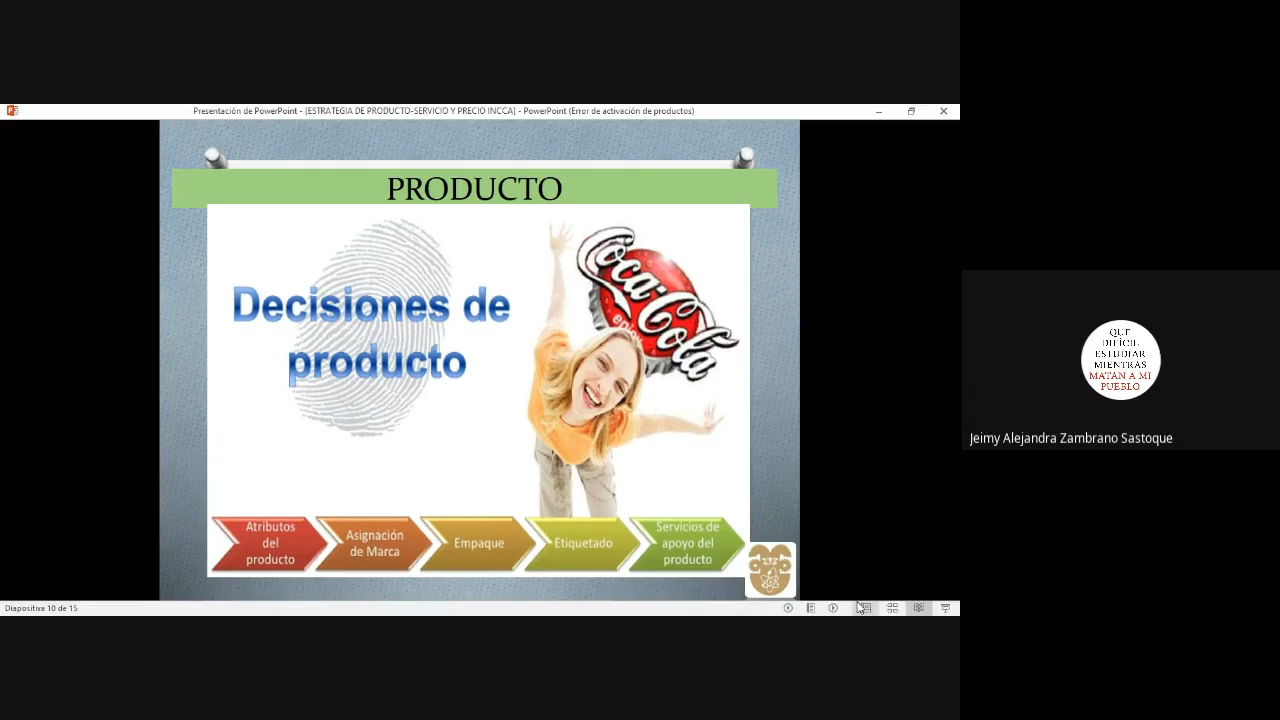 Presentación de PowerPoint - [ESTRATEGIA DE PRODUCTO-SERVICIO Y PRECIO INCCA] - PowerPoint (Error de activación de productos)
PRODUCTO
Decisiones de
producto
Coca-Cola
enjoy
Atributos
del
producto
Asignación
de Marca
Empaque
Etiquetado
Servicios de
apoyo del
producto
Diapositiva 10 de 15
QUE
DIFÍCIL
ESTUDIAR
MIENTRAS
MATAN A MI
PUEBLO
Jeimy Alejandra Zambrano Sastoque